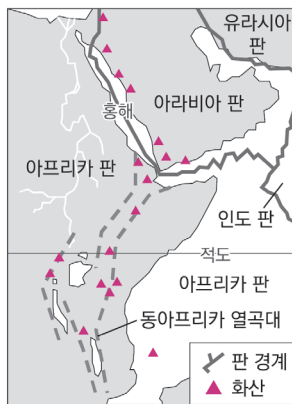 유라시아
판
아라비아 판
홍해
아프리카 판
인도 판
적도
아프리카 판
동아프리카 열곡대
판 경계
화산